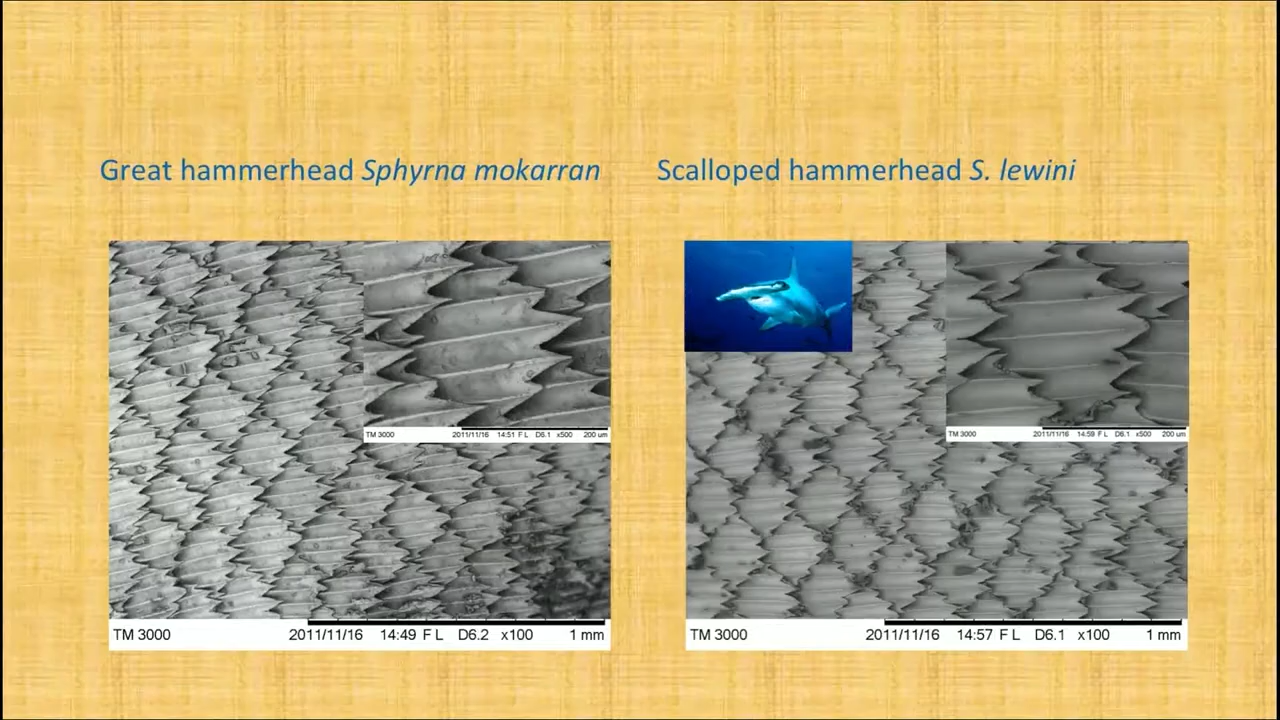 Great hammerhead Sphyrna mokarran
Scalloped hammerhead S. lewini
TM 3000 2011/11/16 14:51 F L D6.1 x500 200 um
TM 3000 2011/11/16 14:49 F L D6.2 x100 1 mm
TM 3000 2011/11/16 14:59 F L D6.1 x500 200 um
TM 3000 2011/11/16 14:57 F L D6.1 x100 1 mm